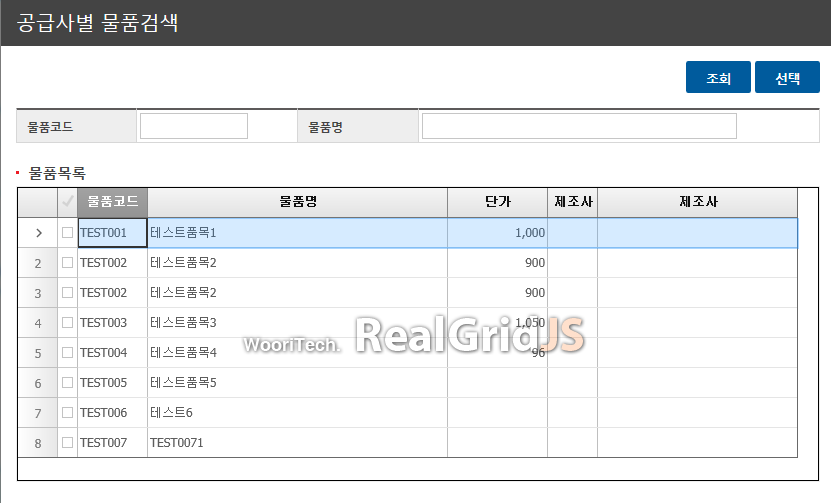 공급사별 물품검색
조회 선택
물품코드 물품명
물품목록
물품코드 물품명 단가 제조사 제조사
TEST001 테스트품목1 1,000
2 TEST002 테스트품목2 900
3 TEST002 테스트품목2 900
4 TEST003 테스트품목3 1,050
WooriTech. RealGridJS
5 TEST004 테스트품목4 96
6 TEST005 테스트품목5
7 TEST006 테스트6
8 TEST007 TEST0071